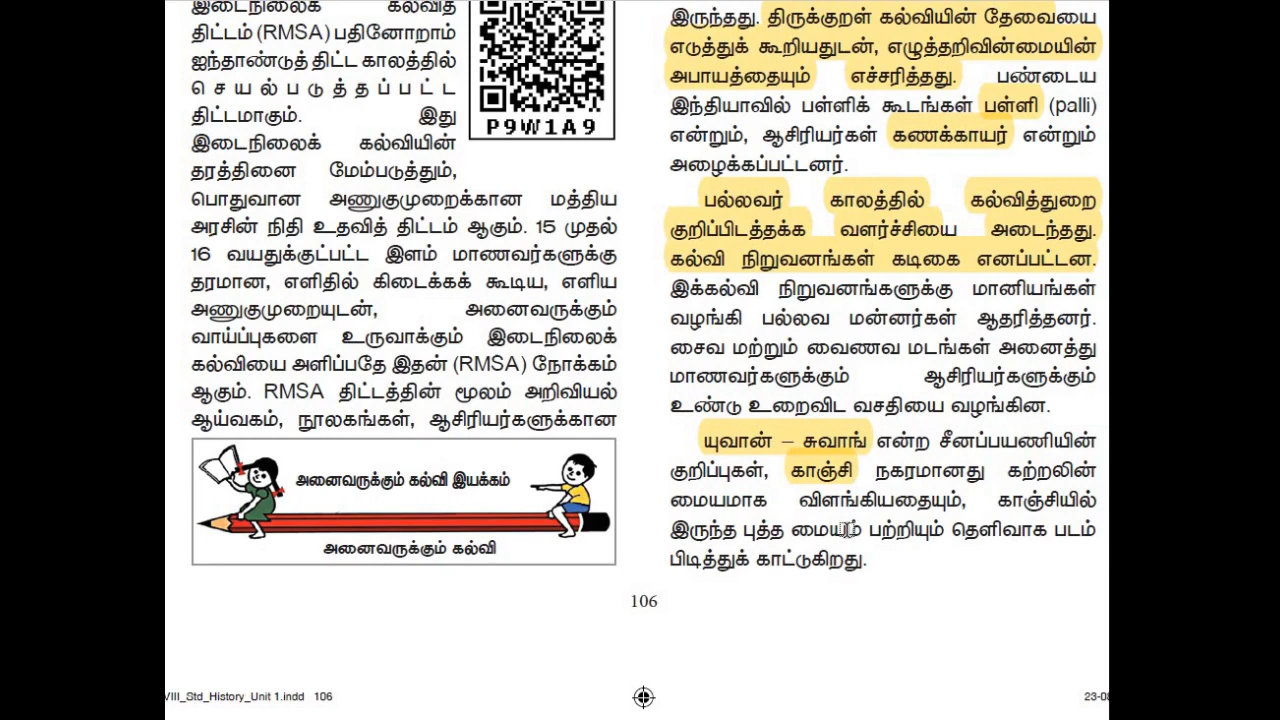 இடைநிலைக் கல்வித்
திட்டம் (RMSA) பதினோறாம்
ஐந்தாண்டுத் திட்ட காலத்தில்
செயல்படுத்தப்பட்ட
திட்டமாகும். இது
இடைநிலைக் கல்வியின்
தரத்தினை மேம்படுத்தும்,
பொதுவான அணுகுமுறைக்கான மத்திய
அரசின் நிதி உதவித் திட்டம் ஆகும். 15 முதல்
16 வயதுக்குட்பட்ட இளம் மாணவர்களுக்கு
தரமான, எளிதில் கிடைக்கக் கூடிய, எளிய
அணுகுமுறையுடன், அனைவருக்கும்
வாய்ப்புகளை உருவாக்கும் இடைநிலைக்
கல்வியை அளிப்பதே இதன் (RMSA) நோக்கம்
ஆகும். RMSA திட்டத்தின் மூலம் அறிவியல்
ஆய்வகம், நூலகங்கள், ஆசிரியர்களுக்கான
P9W1A9
அனைவருக்கும் கல்வி இயக்கம்
அனைவருக்கும் கல்வி
இருந்தது. திருக்குறள் கல்வியின் தேவையை
எடுத்துக் கூறியதுடன், எழுத்தறிவின்மையின்
அபாயத்தையும் எச்சரித்தது. பண்டைய
இந்தியாவில் பள்ளிக் கூடங்கள் பள்ளி (palli)
என்றும், ஆசிரியர்கள் கணக்காயர் என்றும்
அழைக்கப்பட்டனர்.
பல்லவர் காலத்தில் கல்வித்துறை
குறிப்பிடத்தக்க வளர்ச்சியை அடைந்தது.
கல்வி நிறுவனங்கள் கடிகை எனப்பட்டன.
இக்கல்வி நிறுவனங்களுக்கு மானியங்கள்
வழங்கி பல்லவ மன்னர்கள் ஆதரித்தனர்.
சைவ மற்றும் வைணவ மடங்கள் அனைத்து
மாணவர்களுக்கும் ஆசிரியர்களுக்கும்
உண்டு உறைவிட வசதியை வழங்கின.
யுவான் – சுவாங் என்ற சீனப்பயணியின்
குறிப்புகள், காஞ்சி நகரமானது கற்றலின்
மையமாக விளங்கியதையும், காஞ்சியில்
இருந்த புத்த மையம் பற்றியும் தெளிவாக படம்
பிடித்துக் காட்டுகிறது.
106
VIII_Std_History_Unit 1.indd 106
23-08